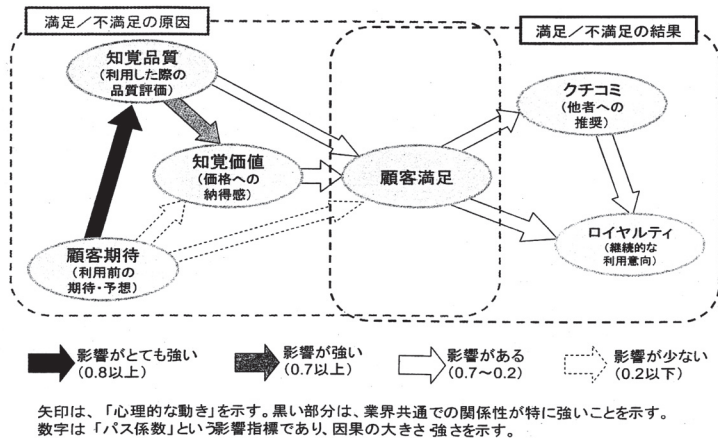 満足／不満足の原因
満足／不満足の結果
知覚品質
(利用した際の
品質評価)
クチコミ
(他者への
推奨)
知覚価値
(価格への
納得感)
顧客満足
顧客期待
(利用前の
期待・予想)
ロイヤルティ
(継続的な
利用意向)
影響がとても強い
(0.8以上)
影響が強い
(0.7以上)
影響がある
(0.7～0.2)
影響が少ない
(0.2以下)
矢印は、「心理的な動き」を示す。黒い部分は、業界共通での関係性が特に強いことを示す。
数字は「パス係数」という影響指標であり、因果の大きさ・強さを示す。